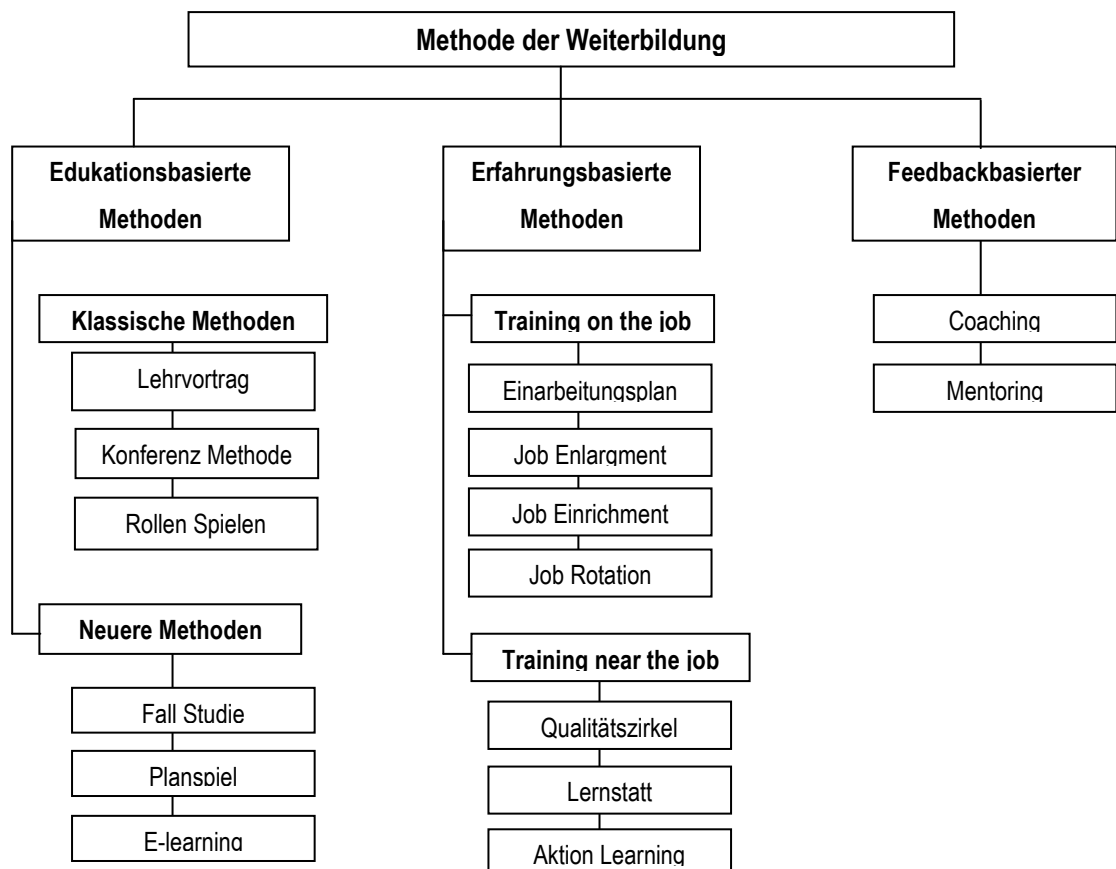 Methode der Weiterbildung
Edukationsbasierte
Methoden
Erfahrungsbasierte
Methoden
Feedbackbasierter
Methoden
Klassische Methoden
Lehrvortrag
Konferenz Methode
Rollen Spielen
Neuere Methoden
Fall Studie
Planspiel
E-learning
Training on the job
Einarbeitungsplan
Job Enlargment
Job Einrichment
Job Rotation
Training near the job
Qualitätszirkel
Lernstatt
Aktion Learning
Coaching
Mentoring